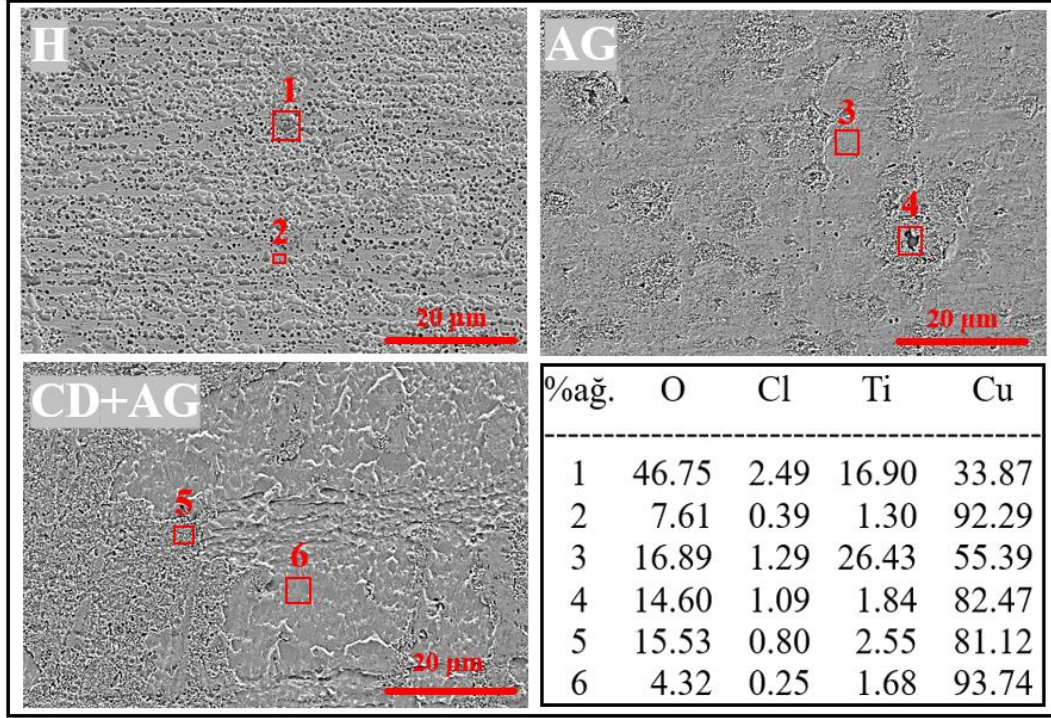 H
1
2
20 µm
AG
3
4
20 µm
CD+AG
5
6
20 µm
%ağ. O Cl Ti Cu
1 46.75 2.49 16.90 33.87
2 7.61 0.39 1.30 92.29
3 16.89 1.29 26.43 55.39
4 14.60 1.09 1.84 82.47
5 15.53 0.80 2.55 81.12
6 4.32 0.25 1.68 93.74